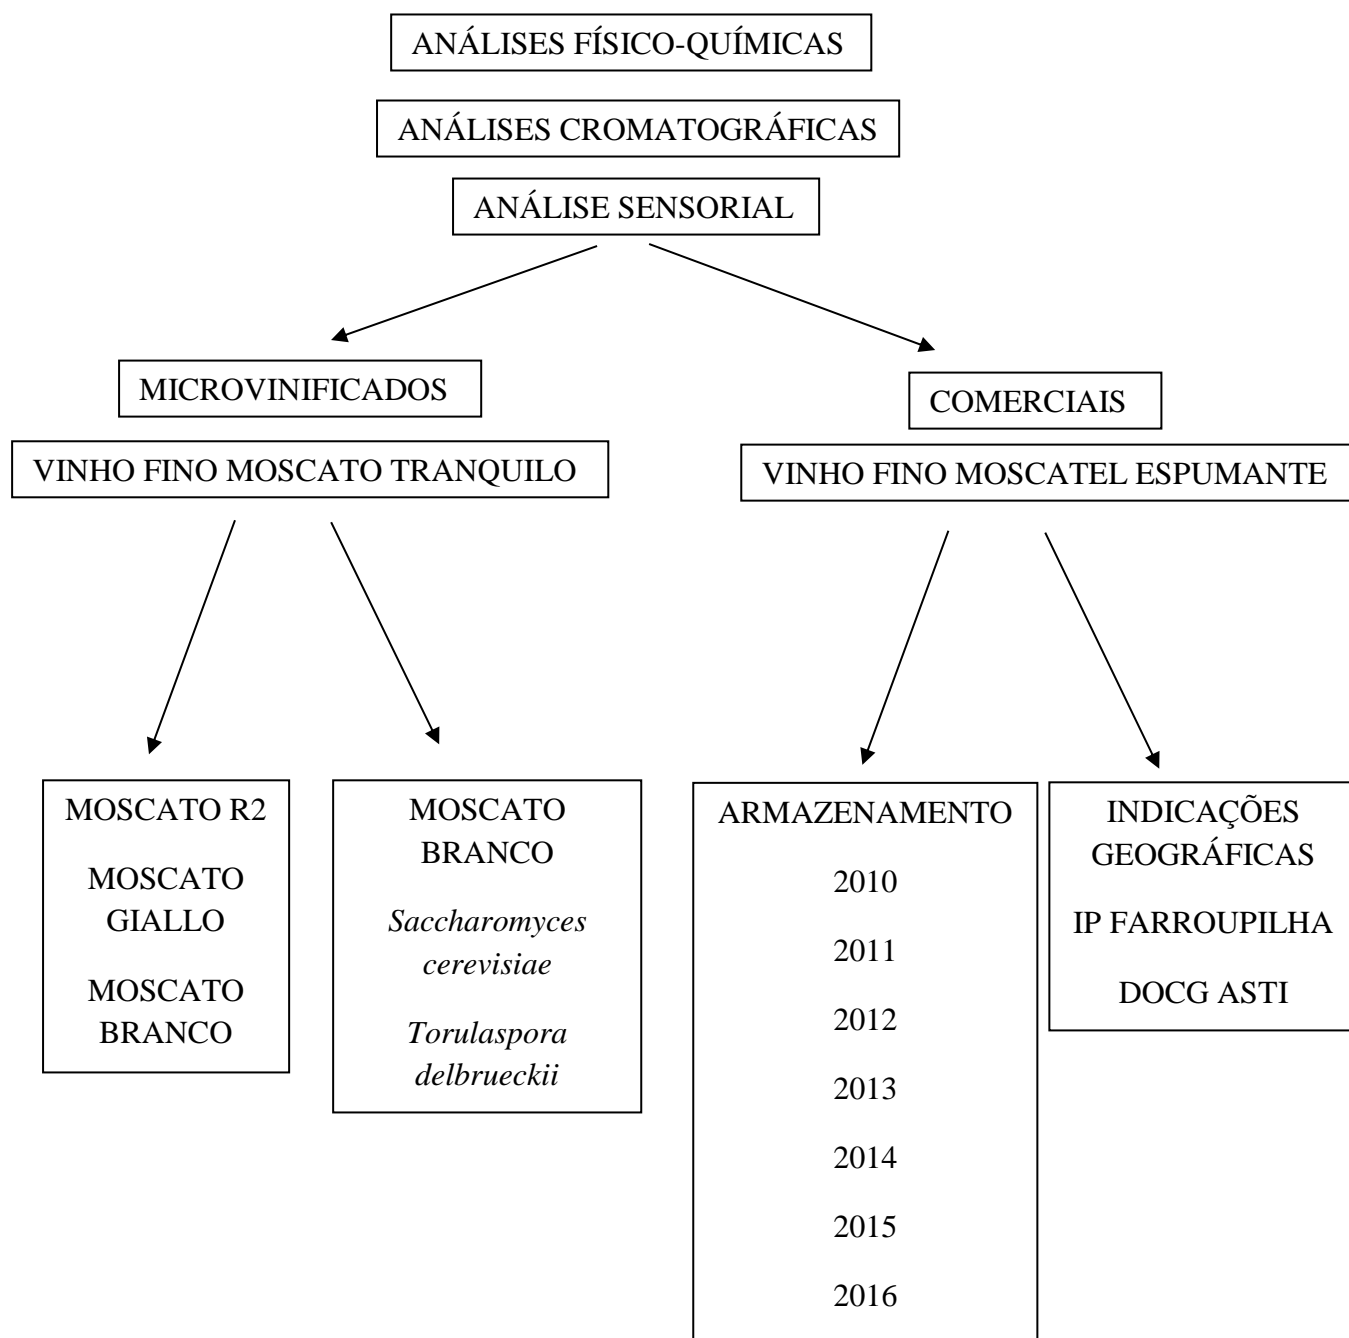 ANÁLISES FÍSICO-QUÍMICAS
ANÁLISES CROMATOGRÁFICAS
ANÁLISE SENSORIAL
MICROVINIFICADOS
VINHO FINO MOSCATO TRANQUILO
COMERCIAIS
VINHO FINO MOSCATEL ESPUMANTE
MOSCATO R2
MOSCATO
GIALLO
MOSCATO
BRANCO
MOSCATO
BRANCO
Saccharomyces
cerevisiae
Torulaspora
delbrueckii
ARMAZENAMENTO
2010
2011
2012
2013
2014
2015
2016
INDICAÇÕES
GEOGRÁFICAS
IP FARROUPILHA
DOCG ASTI